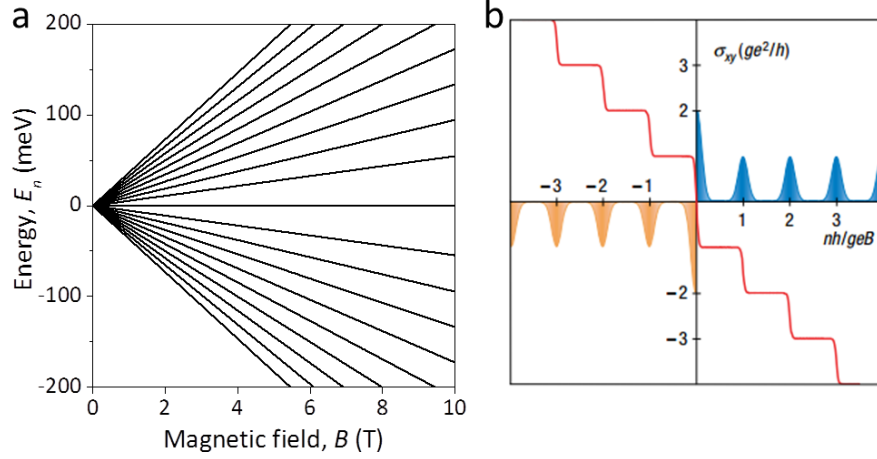 a
200
100
0
-100
-200
Energy, E_n (meV)
0 2 4 6 8 10
Magnetic field, B (T)
b
σ_xy (ge²/h)
3
2
−3 −2 −1
1 2 3
nh/geB
−2
−3